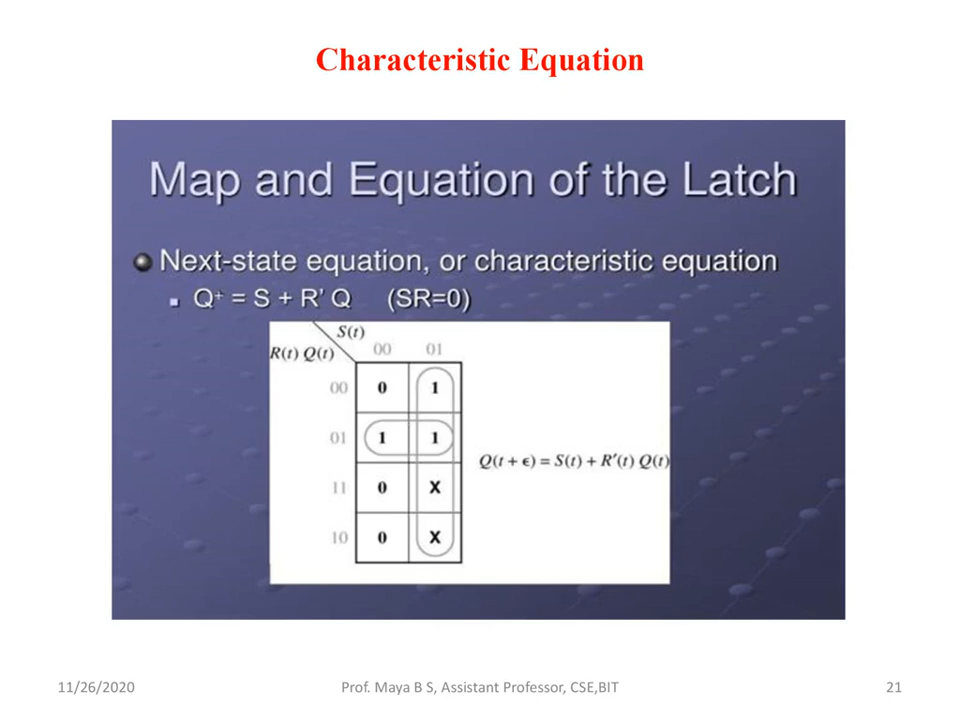 Characteristic Equation
Map and Equation of the Latch
Next-state equation, or characteristic equation
Q⁺ = S + R’ Q (SR=0)
S(t)
R(t) Q(t) 00 01
00 0 1
01 1 1
Q(t + ϵ) = S(t) + R′(t) Q(t)
11 0 X
10 0 X
11/26/2020 Prof. Maya B S, Assistant Professor, CSE,BIT 21